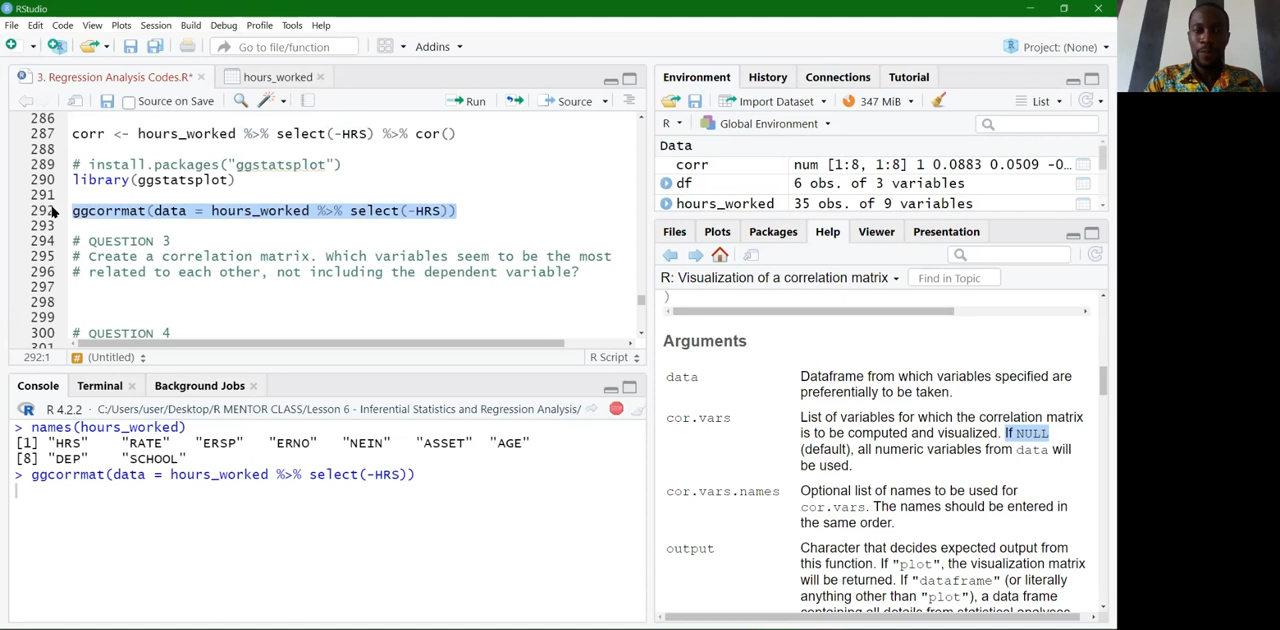 RStudio
File Edit Code View Plots Session Build Debug Profile Tools Help
Go to file/function Addins Project: (None)
3. Regression Analysis Codes.R* hours_worked
Source on Save Run Source
286
287 corr <- hours_worked %>% select(-HRS) %>% cor()
288
289 # install.packages("ggstatsplot")
290 library(ggstatsplot)
291
292 ggcorrmat(data = hours_worked %>% select(-HRS))
293
294 # QUESTION 3
295 # Create a correlation matrix. Which variables seem to be the most
296 # related to each other, not including the dependent variable?
297
298
299
300 # QUESTION 4
301
292:1 (Untitled) R Script
Console Terminal Background Jobs
R 4.2.2 · C:/Users/user/Desktop/R MENTOR CLASS/Lesson 6 - Inferential Statistics and Regression Analysis/
> names(hours_worked)
[1] "HRS" "RATE" "ERSP" "ERNO" "NEIN" "ASSET" "AGE"
[8] "DEP" "SCHOOL"
> ggcorrmat(data = hours_worked %>% select(-HRS))
Environment History Connections Tutorial
Import Dataset 347 MiB List
R Global Environment
Data
corr num [1:8, 1:8] 1 0.0883 0.0509 -0...
df 6 obs. of 3 variables
hours_worked 35 obs. of 9 variables
Files Plots Packages Help Viewer Presentation
R: Visualization of a correlation matrix Find in Topic
)
Arguments
data Dataframe from which variables specified are
preferentially to be taken.
cor.vars List of variables for which the correlation matrix
is to be computed and visualized. If NULL
(default), all numeric variables from data will
be used.
cor.vars.names Optional list of names to be used for
cor.vars. The names should be entered in
the same order.
output Character that decides expected output from
this function. If "plot", the visualization matrix
will be returned. If "dataframe" (or literally
anything other than "plot"), a data frame
containing all details from statistical analyses